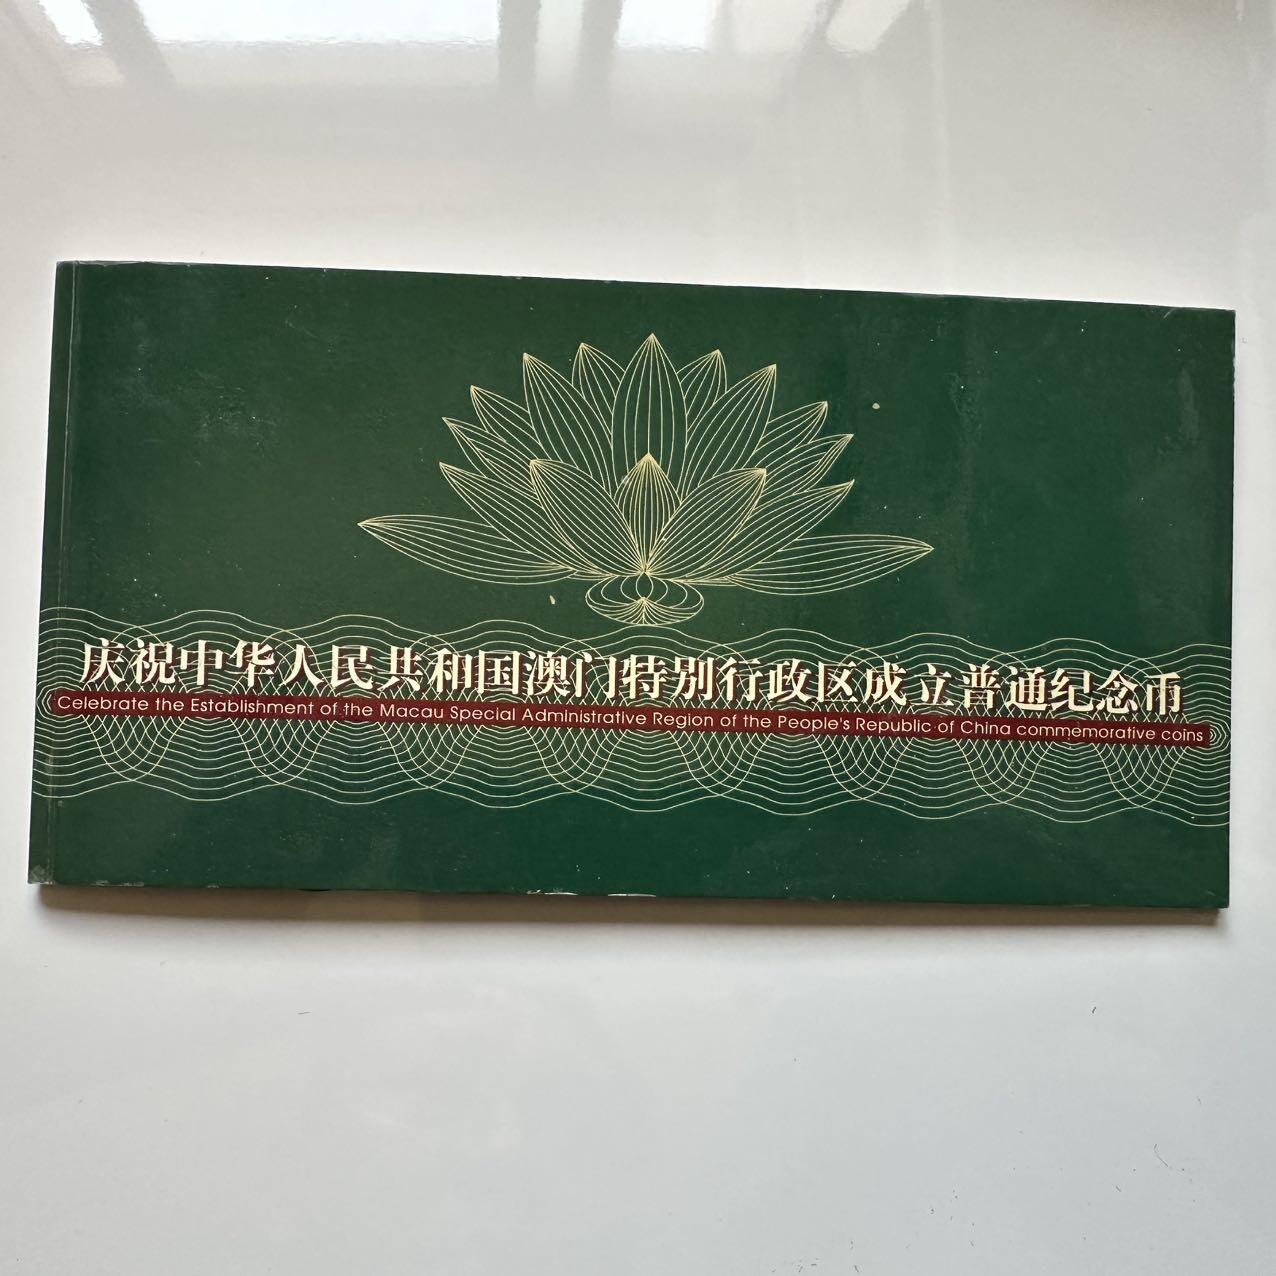 庆祝中华人民共和国澳门特别行政区成立普通纪念币
Celebrate the Establishment of the Macau Special Administrative Region of the People's Republic of China commemorative coins